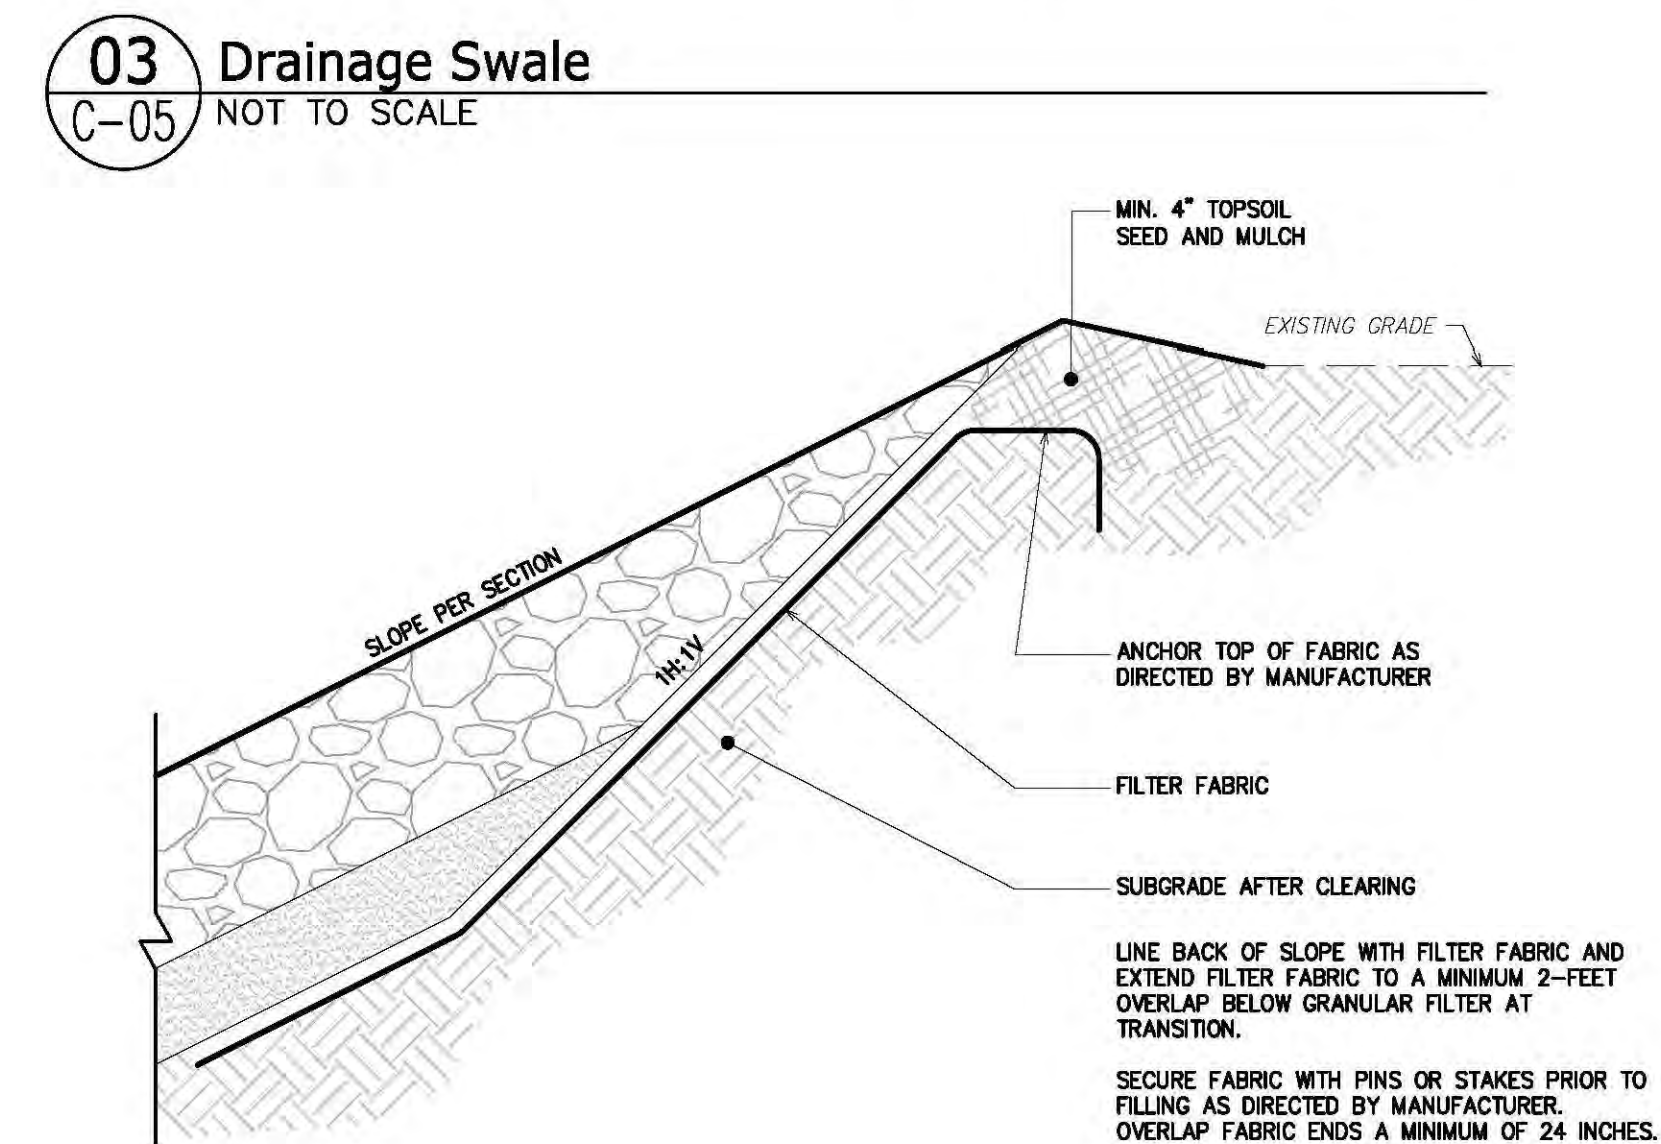 03
Drainage Swale
C-05
NOT TO SCALE
MIN. 4" TOPSOIL
SEED AND MULCH
EXISTING GRADE
SLOPE PER SECTION
1H:1V
ANCHOR TOP OF FABRIC AS
DIRECTED BY MANUFACTURER
FILTER FABRIC
SUBGRADE AFTER CLEARING
LINE BACK OF SLOPE WITH FILTER FABRIC AND
EXTEND FILTER FABRIC TO A MINIMUM 2-FEET
OVERLAP BELOW GRANULAR FILTER AT
TRANSITION.
SECURE FABRIC WITH PINS OR STAKES PRIOR TO
FILLING AS DIRECTED BY MANUFACTURER.
OVERLAP FABRIC ENDS A MINIMUM OF 24 INCHES.